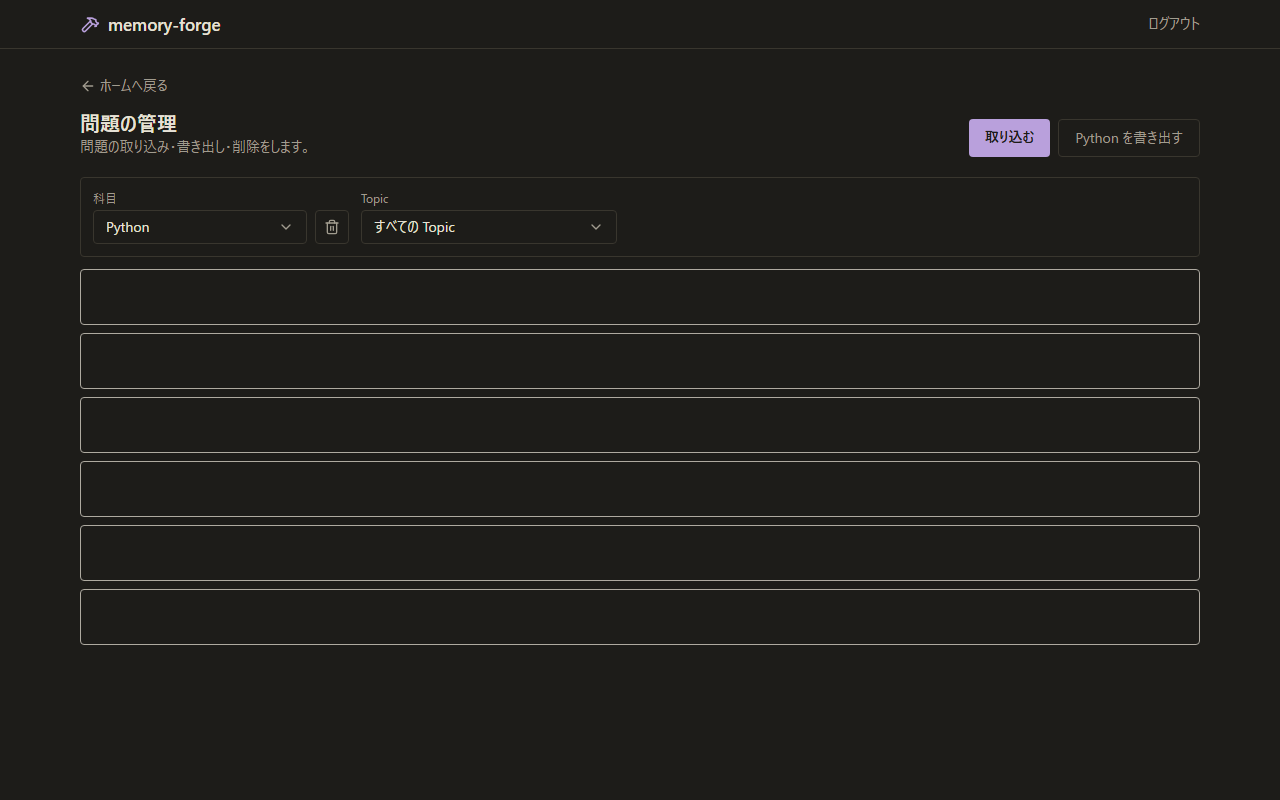 memory-forge
ログアウト
ホームへ戻る
問題の管理
問題の取り込み・書き出し・削除をします。
取り込む
Python を書き出す
科目
Topic
Python
すべての Topic